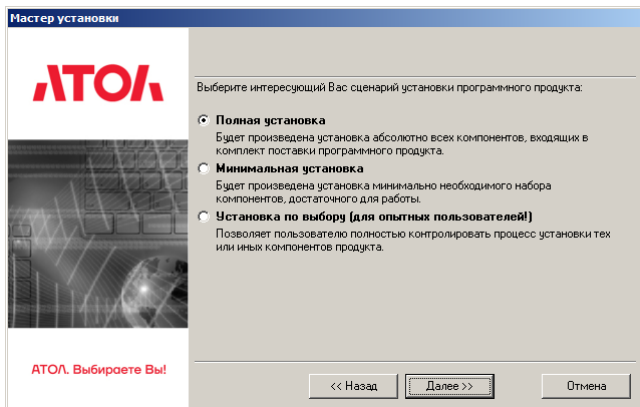 Мастер установки
АТОЛ
Выберите интересующий Вас сценарий установки программного продукта:
Полная установка
Будет произведена установка абсолютно всех компонентов, входящих в
комплект поставки программного продукта.
Минимальная установка
Будет произведена установка минимально необходимого набора
компонентов, достаточного для работы.
Установка по выбору (для опытных пользователей!)
Позволяет пользователю полностью контролировать процесс установки тех
или иных компонентов продукта.
АТОЛ. Выбираете Вы!
<< Назад
Далее >>
Отмена